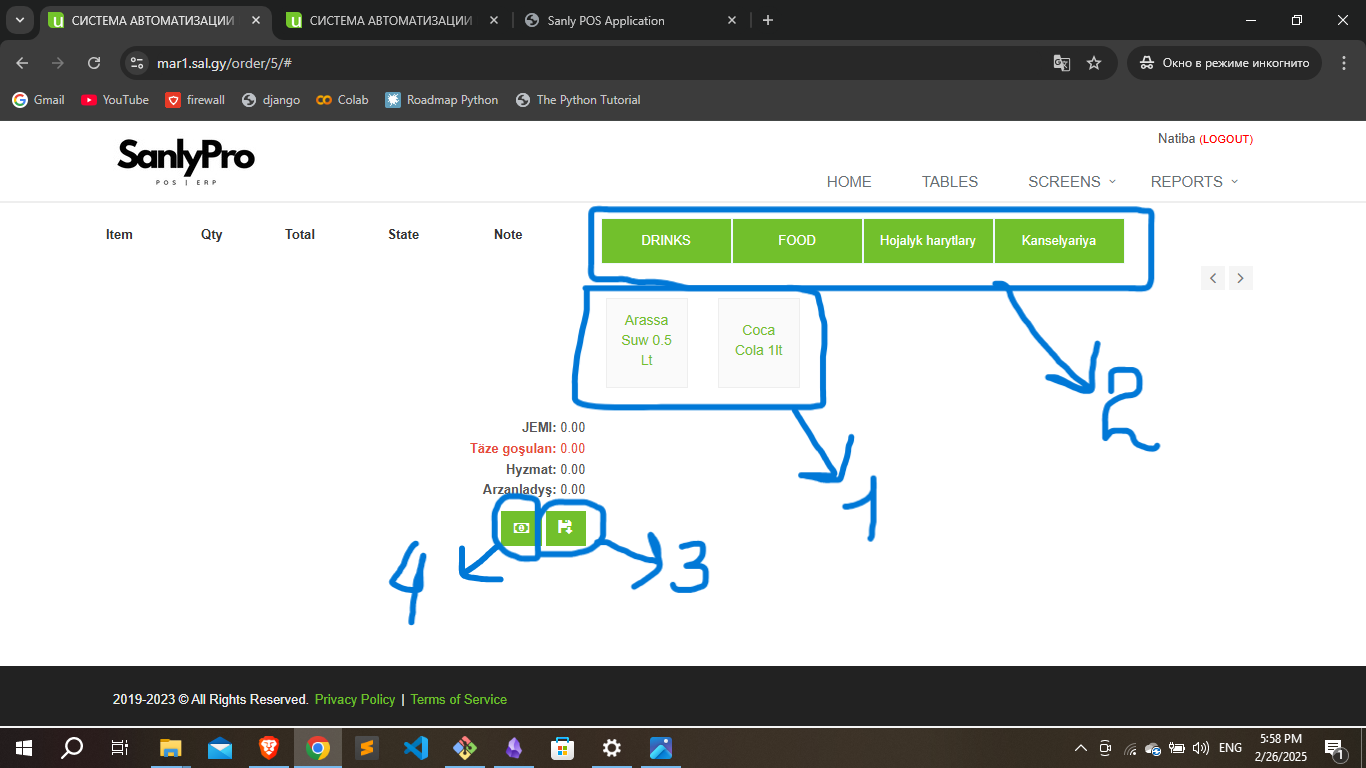 СИСТЕМА АВТОМАТИЗАЦИИ
СИСТЕМА АВТОМАТИЗАЦИИ
Sanly POS Application
mar1.sal.gy/order/5/#
Окно в режиме инкогнито
Gmail
YouTube
firewall
django
Colab
Roadmap Python
The Python Tutorial
SanlyPro
POS | ERP
Natiba (LOGOUT)
HOME TABLES SCREENS REPORTS
Item Qty Total State Note
DRINKS FOOD Hojalyk harytlary Kanselyariya
Arassa
Suw 0.5
Lt
Coca
Cola 1lt
2
1
JEMI: 0.00
Täze goşulan: 0.00
Hyzmat: 0.00
Arzanladyş: 0.00
4
3
2019-2023 © All Rights Reserved. Privacy Policy | Terms of Service
ENG
5:58 PM
2/26/2025
1